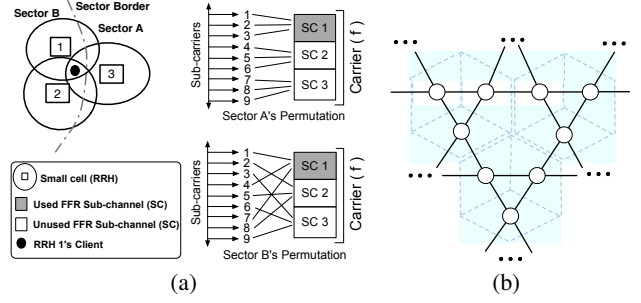 Sector Border
Sector B
Sector A
1
2
3
Small cell (RRH)
Used FFR Sub-channel (SC)
Unused FFR Sub-channel (SC)
RRH 1's Client
Sub-carriers
1
2
3
4
5
6
7
8
9
SC 1
SC 2
SC 3
Carrier ( f )
Sector A's Permutation
Sub-carriers
1
2
3
4
5
6
7
8
9
SC 1
SC 2
SC 3
Carrier ( f )
Sector B's Permutation
(a)
(b)